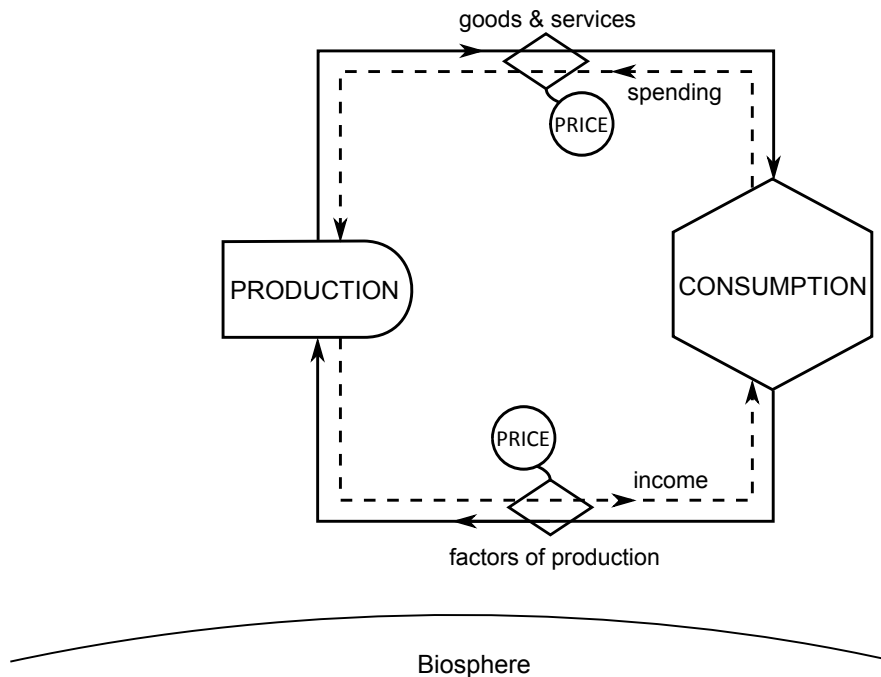 goods & services
spending
PRICE
PRODUCTION
CONSUMPTION
PRICE
income
factors of production
Biosphere